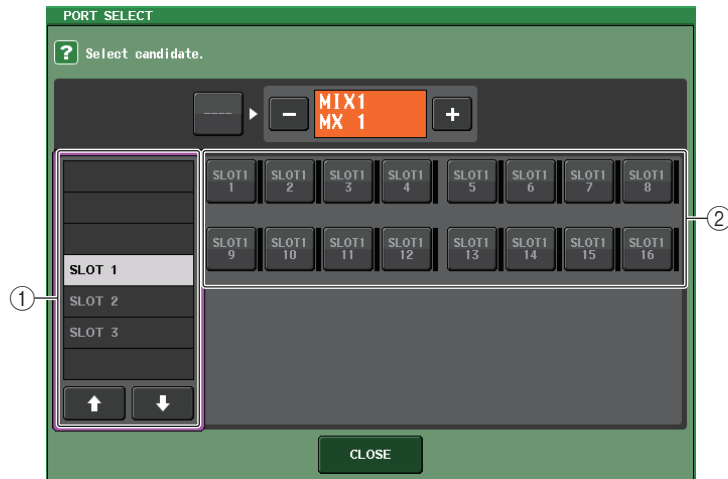 PORT SELECT
? Select candidate.
---- - MIX1 +
MX 1
SLOT1 1 SLOT1 2 SLOT1 3 SLOT1 4 SLOT1 5 SLOT1 6 SLOT1 7 SLOT1 8
②
SLOT1 9 SLOT1 10 SLOT1 11 SLOT1 12 SLOT1 13 SLOT1 14 SLOT1 15 SLOT1 16
SLOT 1
①
SLOT 2
SLOT 3
CLOSE